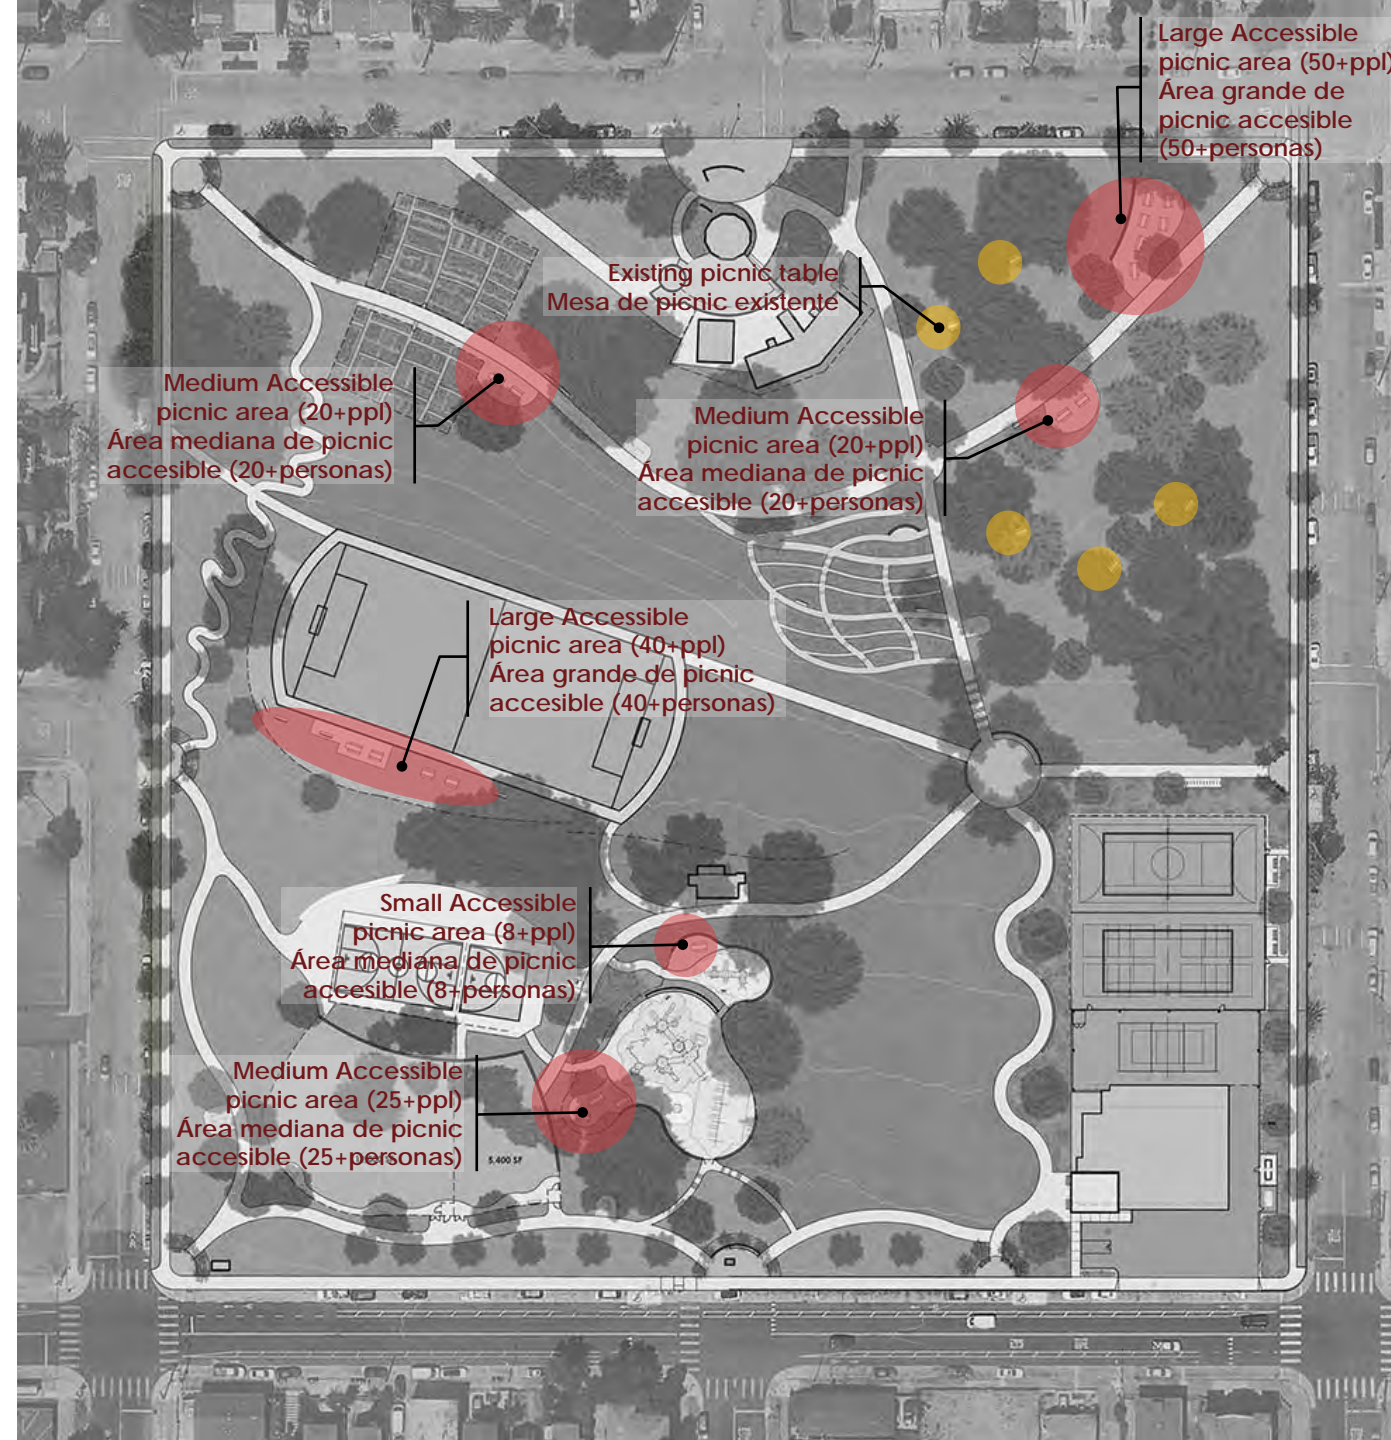 Large Accessible
picnic area (50+ppl)
Área grande de
picnic accesible
(50+personas)
Existing picnic table
Mesa de picnic existente
Medium Accessible
picnic area (20+ppl)
Área mediana de picnic
accesible (20+personas)
Medium Accessible
picnic area (20+ppl)
Área mediana de picnic
accesible (20+personas)
Large Accessible
picnic area (40+ppl)
Área grande de picnic
accesible (40+personas)
Small Accessible
picnic area (8+ppl)
Área mediana de picnic
accesible (8+personas)
Medium Accessible
picnic area (25+ppl)
Área mediana de picnic
accesible (25+personas)
5,400 SF